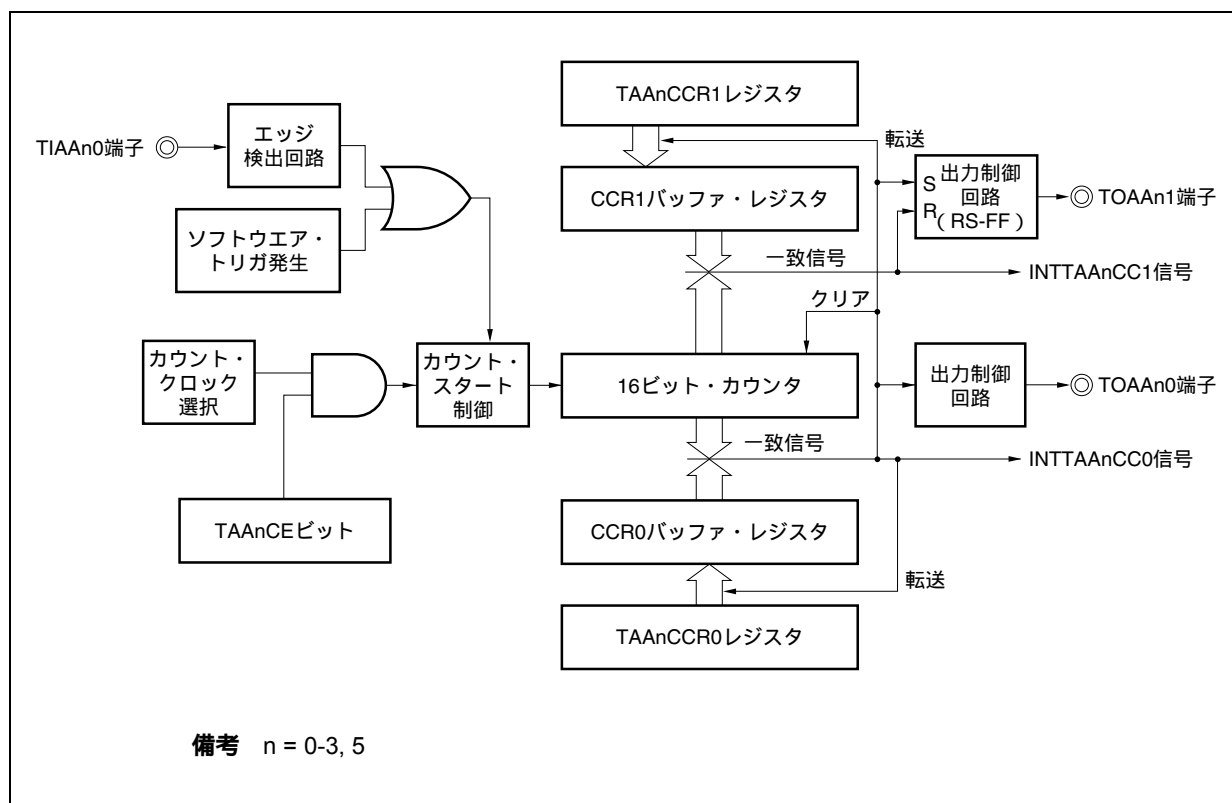 TAAnCCR1レジスタ
TIAAn0端子
エッジ
検出回路
転送
CCR1バッファ・レジスタ
S
R
出力制御
回路
(RS-FF)
TOAAn1端子
ソフトウエア・
トリガ発生
一致信号
INTTAAnCC1信号
クリア
カウント・
クロック
選択
カウント・
スタート
制御
16ビット・カウンタ
出力制御
回路
TOAAn0端子
一致信号
INTTAAnCC0信号
TAAnCEビット
CCR0バッファ・レジスタ
転送
TAAnCCR0レジスタ
備考 n = 0-3, 5